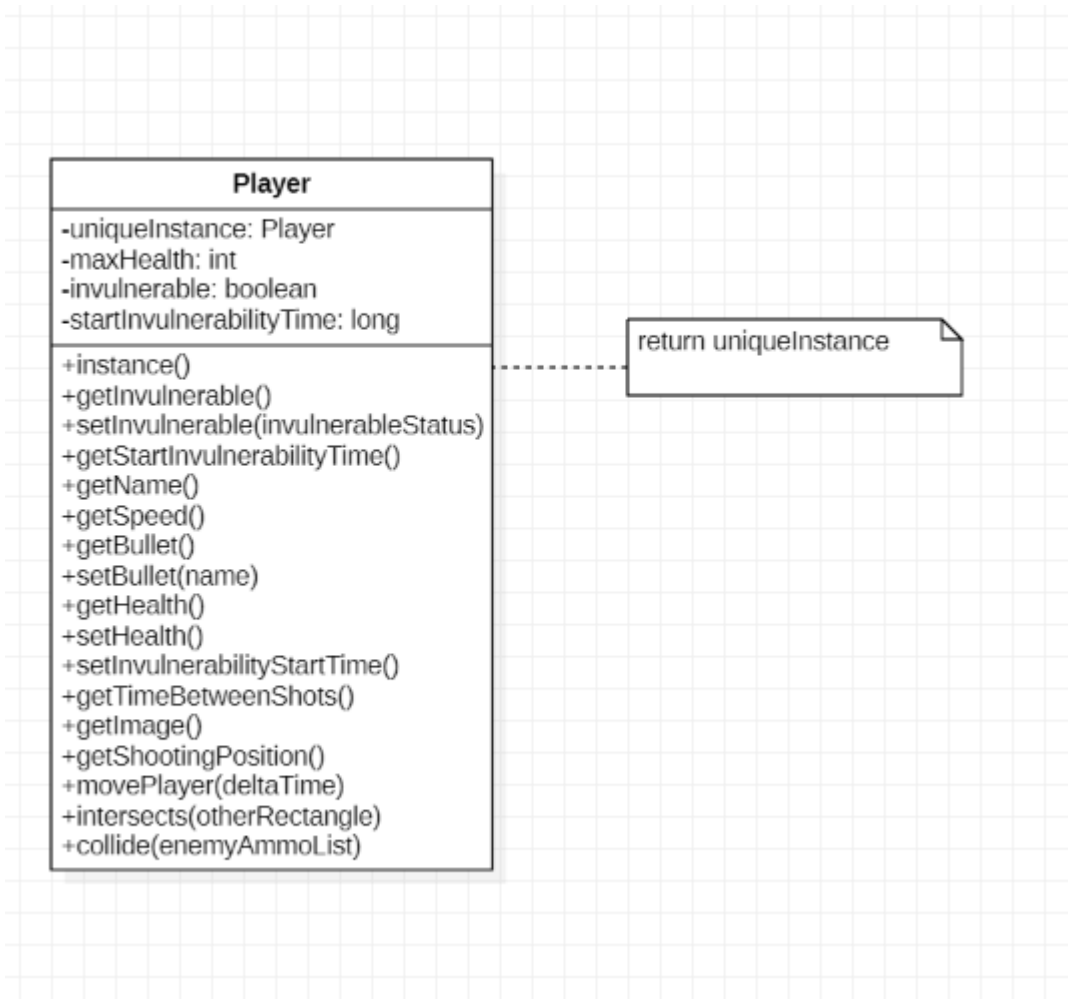 Player
-uniqueInstance: Player
-maxHealth: int
-invulnerable: boolean
-startInvulnerabilityTime: long
+instance()
+getInvulnerable()
+setInvulnerable(invulnerableStatus)
+getStartInvulnerabilityTime()
+getName()
+getSpeed()
+getBullet()
+setBullet(name)
+getHealth()
+setHealth()
+setInvulnerabilityStartTime()
+getTimeBetweenShots()
+getImage()
+getShootingPosition()
+movePlayer(deltaTime)
+intersects(otherRectangle)
+collide(enemyAmmoList)
return uniqueInstance